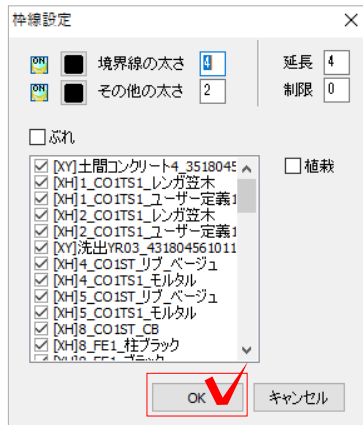 枠線設定
ON 境界線の太さ 4 延長 4
ON その他の太さ 2 制限 0
ぶれ
[XY]土間コンクリート4_3518045
植栽
[XH]1_CO1TS1_レンガ笠木
[XH]1_CO1TS1_ユーザー定義1
[XH]2_CO1TS1_レンガ笠木
[XH]2_CO1TS1_ユーザー定義1
[XY]洗出YR03_431804561011
[XH]4_CO1ST_リブ_ベージュ
[XH]4_CO1TS1_モルタル
[XH]5_CO1ST_リブ_ベージュ
[XH]5_CO1TS1_モルタル
[XH]8_CO1ST_CB
[XH]8_FE1_柱ブラック
OK キャンセル